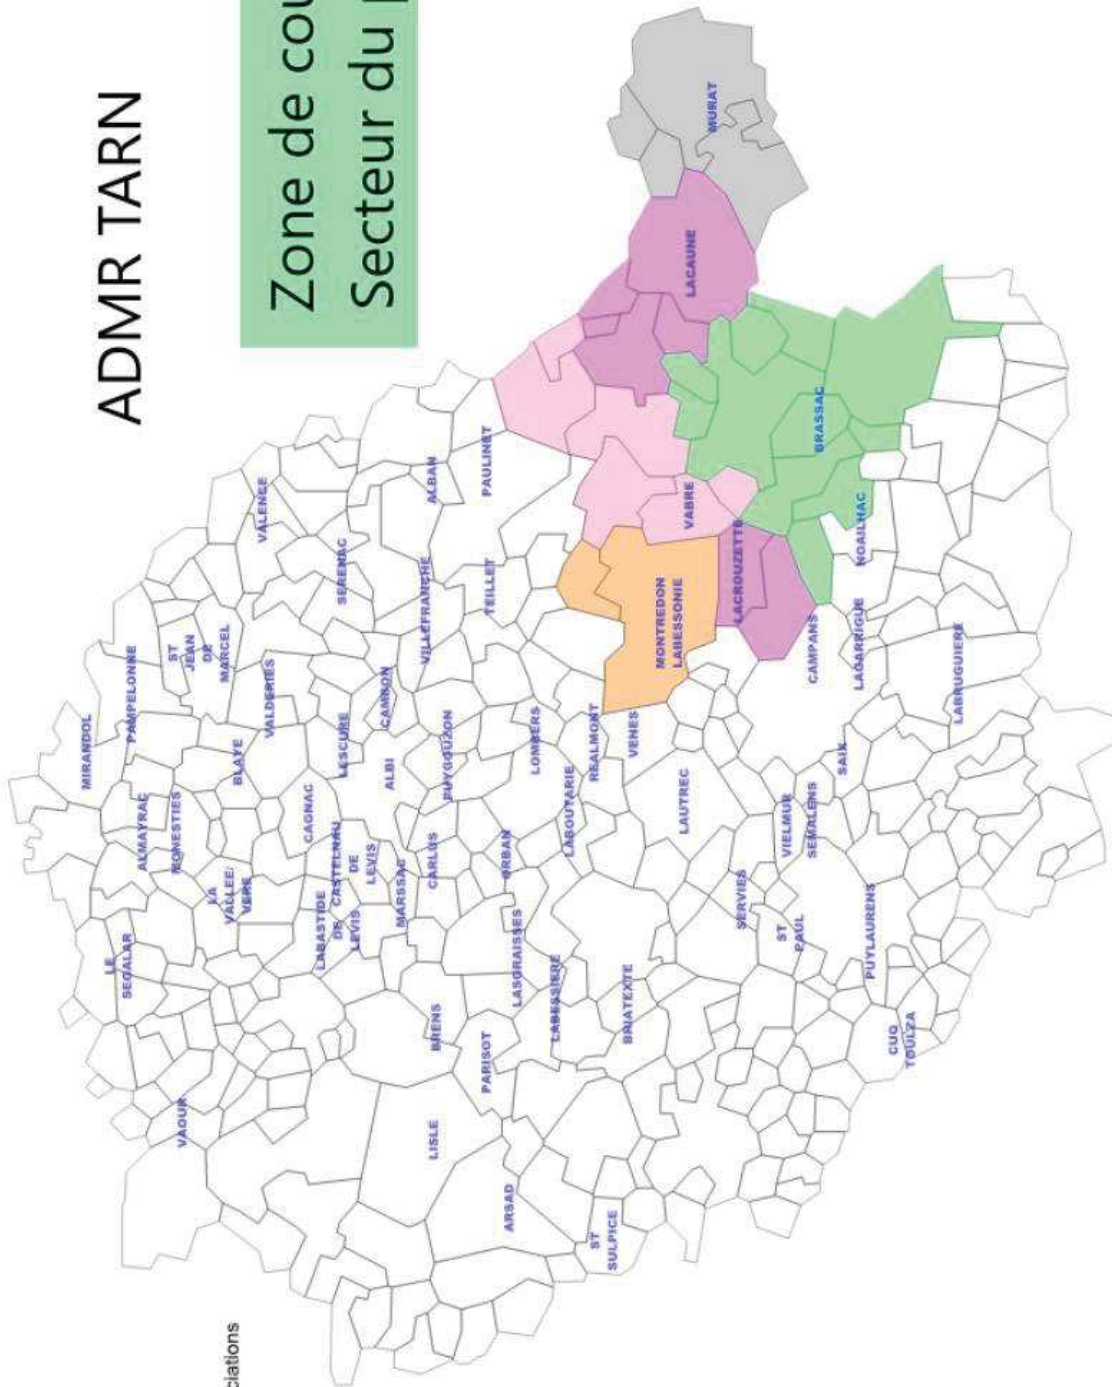 ADMR TARN
Zone de cou
Secteur du
ciations
MIRANDOL
PAMPELONNE
LE
SEGALAR
ALMAYRAC
MONESTIES
ST
JEAN
DE
MARCEL
VAOUR
LA
VALLEE/
VERE
BLAYE
VALDERIES
VALENCE
CAGNAC
LABASTIDE
DE
LEVIS
CASTELNAU
DE
LEVIS
LESCURE
SERENAC
MARSSAC
ALBI
CAMBON
VILLEFRANCHE
ALBAN
LISLE
BRENS
CARLUS
PUYGOUZON
TEILLET
PAULINET
PARISOT
ARSAD
LASGRAISSES
ORBAN
LOMBERS
LABESSIERE
LABOUTARIE
REALMONT
ST
SULPICE
BRIATEXTE
VENES
MONTREDON
LABESSONIE
VABRE
LACAUNE
MURAT
LAUTREC
LACROUZETTE
SERVIES
VIELMUR
SEMALENS
ST
PAUL
CAMPANS
BRASSAC
SAIX
LAGARRIGUE
NOAILHAC
PUYLAURENS
CUQ
TOULZA
LABRUGUIERE